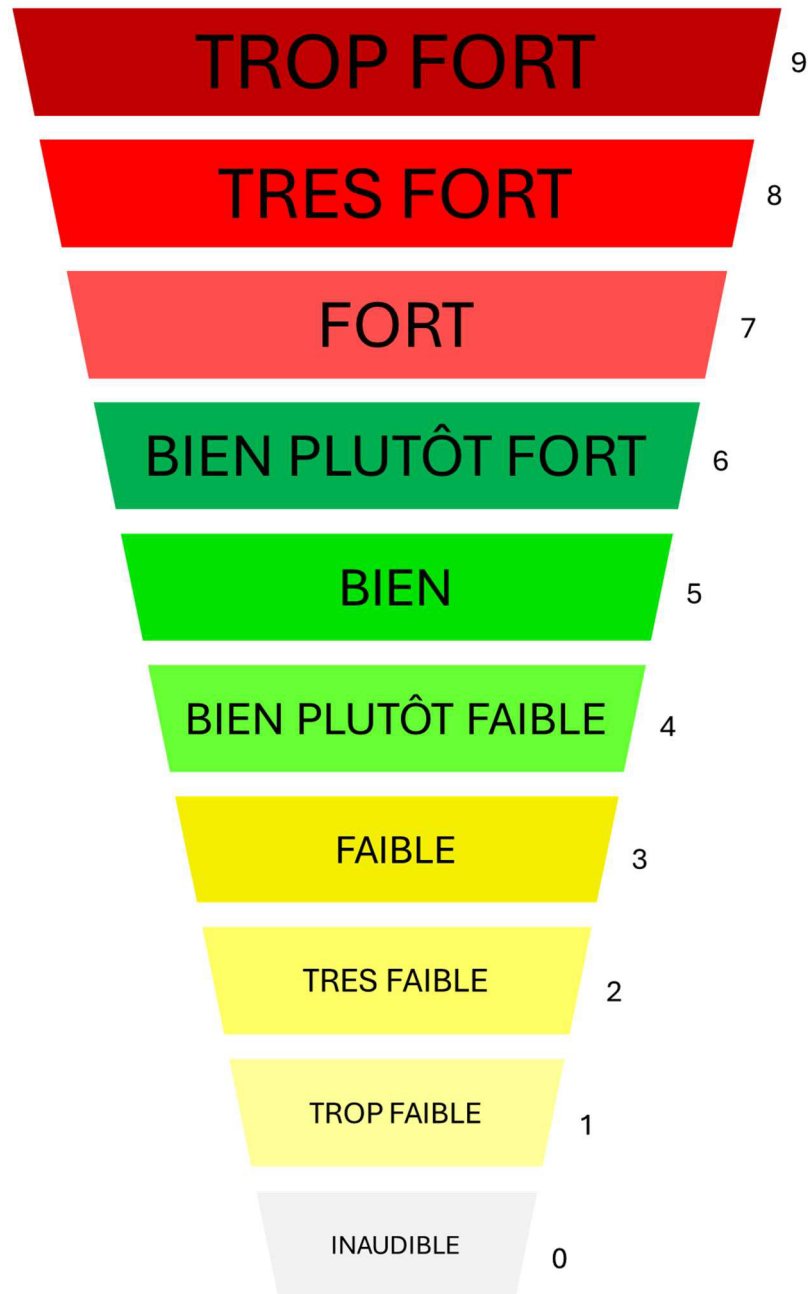 TROP FORT 9
TRES FORT 8
FORT 7
BIEN PLUTÔT FORT 6
BIEN 5
BIEN PLUTÔT FAIBLE 4
FAIBLE 3
TRES FAIBLE 2
TROP FAIBLE 1
INAUDIBLE 0